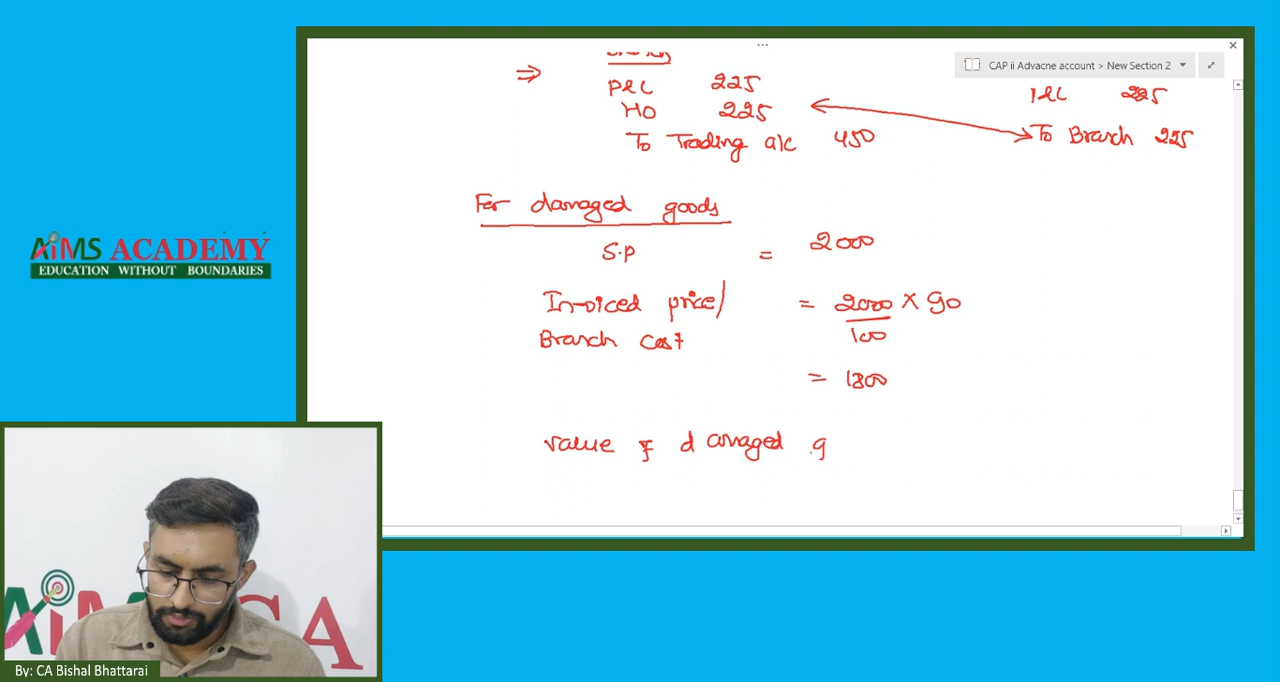 CAP ii Advacne account > New Section 2
⇒ P&L 225
HO 225
To Trading a/c 450
P&L 225
To Branch 225
For damaged goods
S.P = 2000
Invoiced price/ = 2000 × 90
Branch cost 100
= 1800
value of damaged g
AIMS ACADEMY
EDUCATION WITHOUT BOUNDARIES
By: CA Bishal Bhattarai